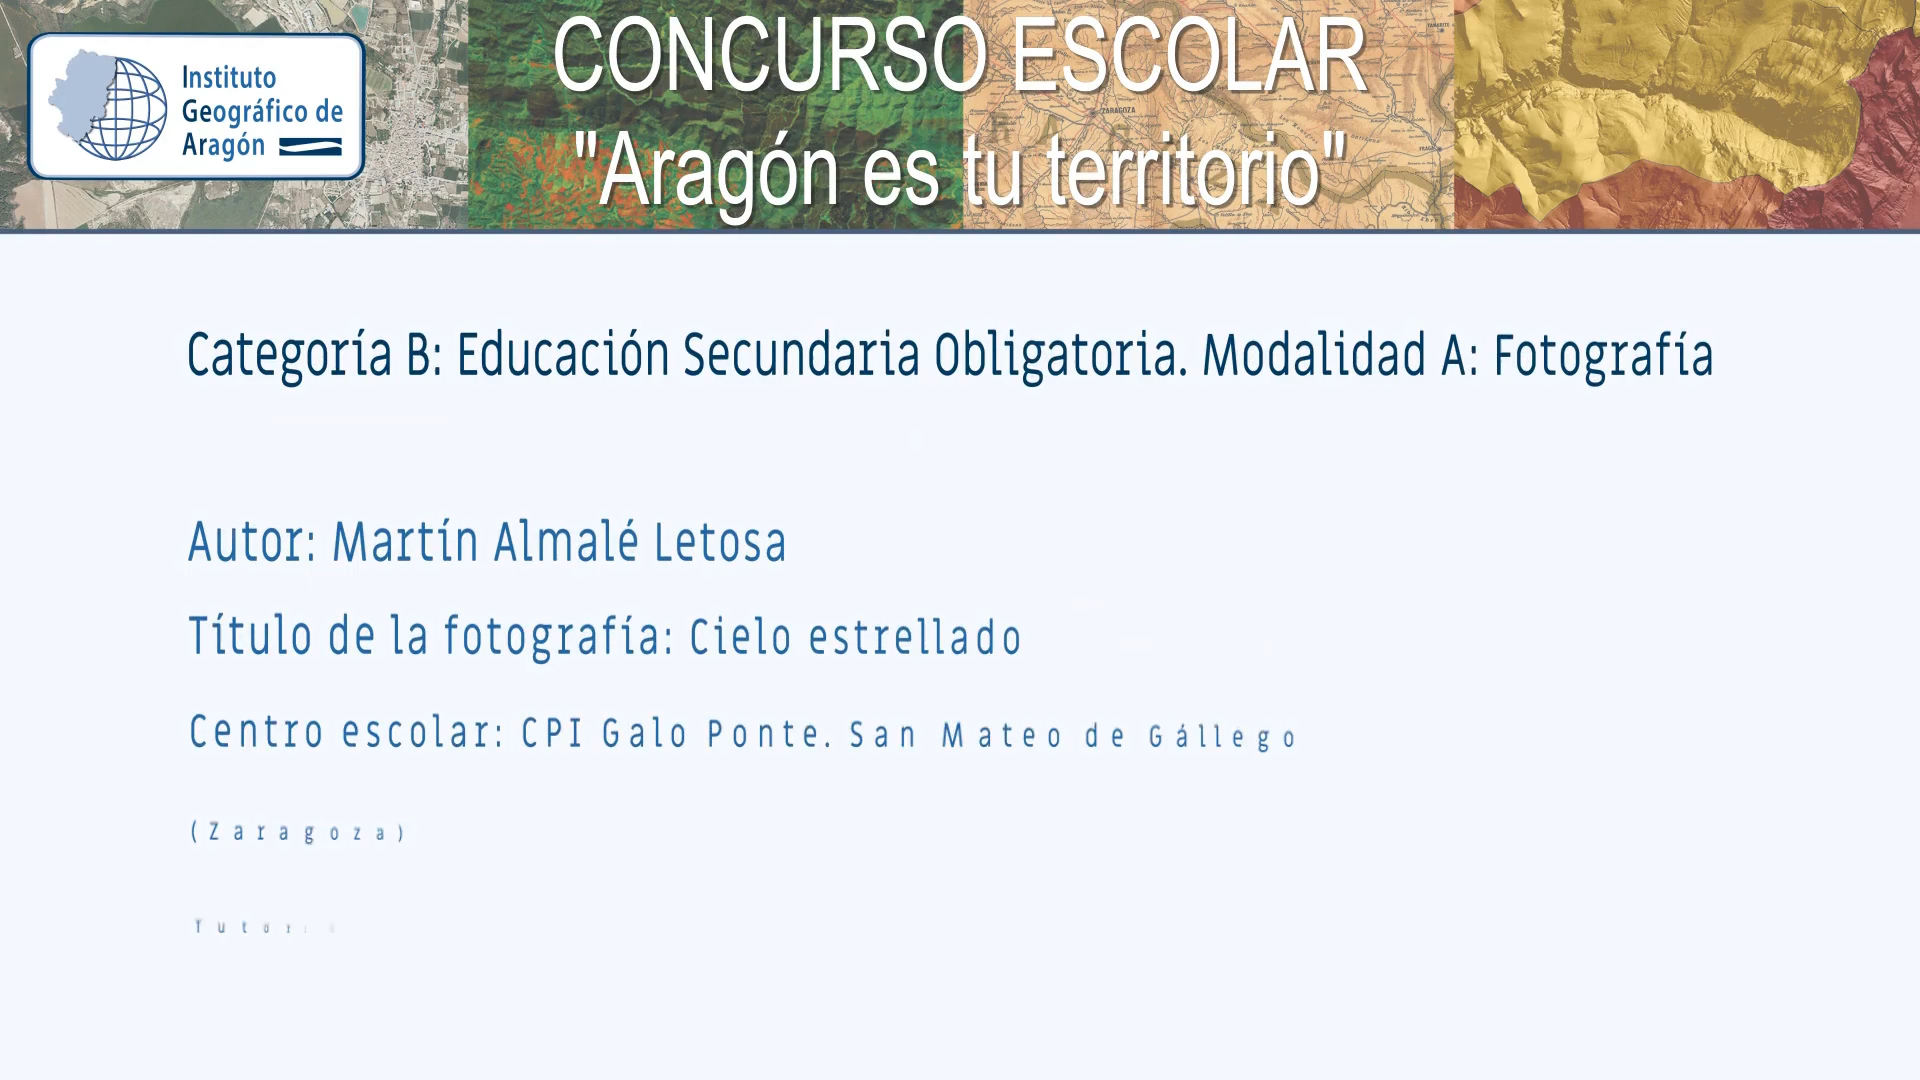 Instituto
Geográfico de
Aragón
CONCURSO ESCOLAR
"Aragón es tu territorio"
Categoría B: Educación Secundaria Obligatoria. Modalidad A: Fotografía
Autor: Martín Almalé Letosa
Título de la fotografía: Cielo estrellado
Centro escolar: CPI Galo Ponte. San Mateo de Gállego
(Zaragoza)
Tutor: